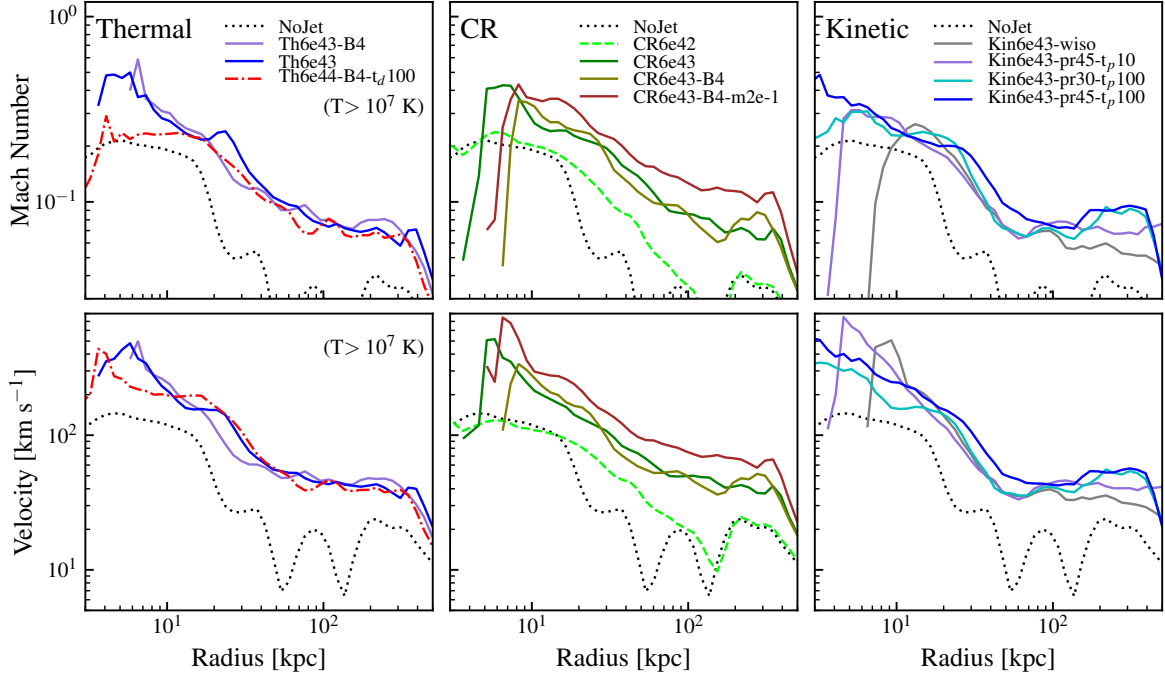 Thermal
NoJet
Th6e43-B4
Th6e43
Th6e44-B4-t_d100
(T> 10^7 K)
CR
NoJet
CR6e42
CR6e43
CR6e43-B4
CR6e43-B4-m2e-1
Kinetic
NoJet
Kin6e43-wiso
Kin6e43-pr45-t_p10
Kin6e43-pr30-t_p100
Kin6e43-pr45-t_p100
Mach Number
10^0
10^−1
(T> 10^7 K)
Velocity [km s^−1]
10^2
10^1
10^1 10^2
10^1 10^2
10^1 10^2
Radius [kpc]
Radius [kpc]
Radius [kpc]